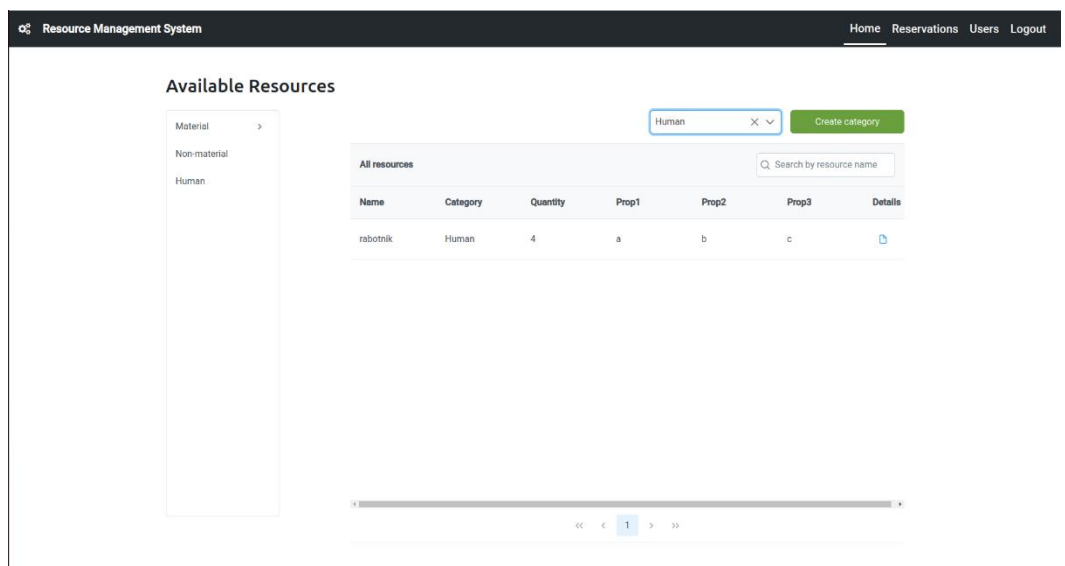 Resource Management System Home Reservations Users Logout
Available Resources
Material
Non-material
Human
Human Create category
All resources Search by resource name
Name Category Quantity Prop1 Prop2 Prop3 Details
rabotnik Human 4 a b c
1